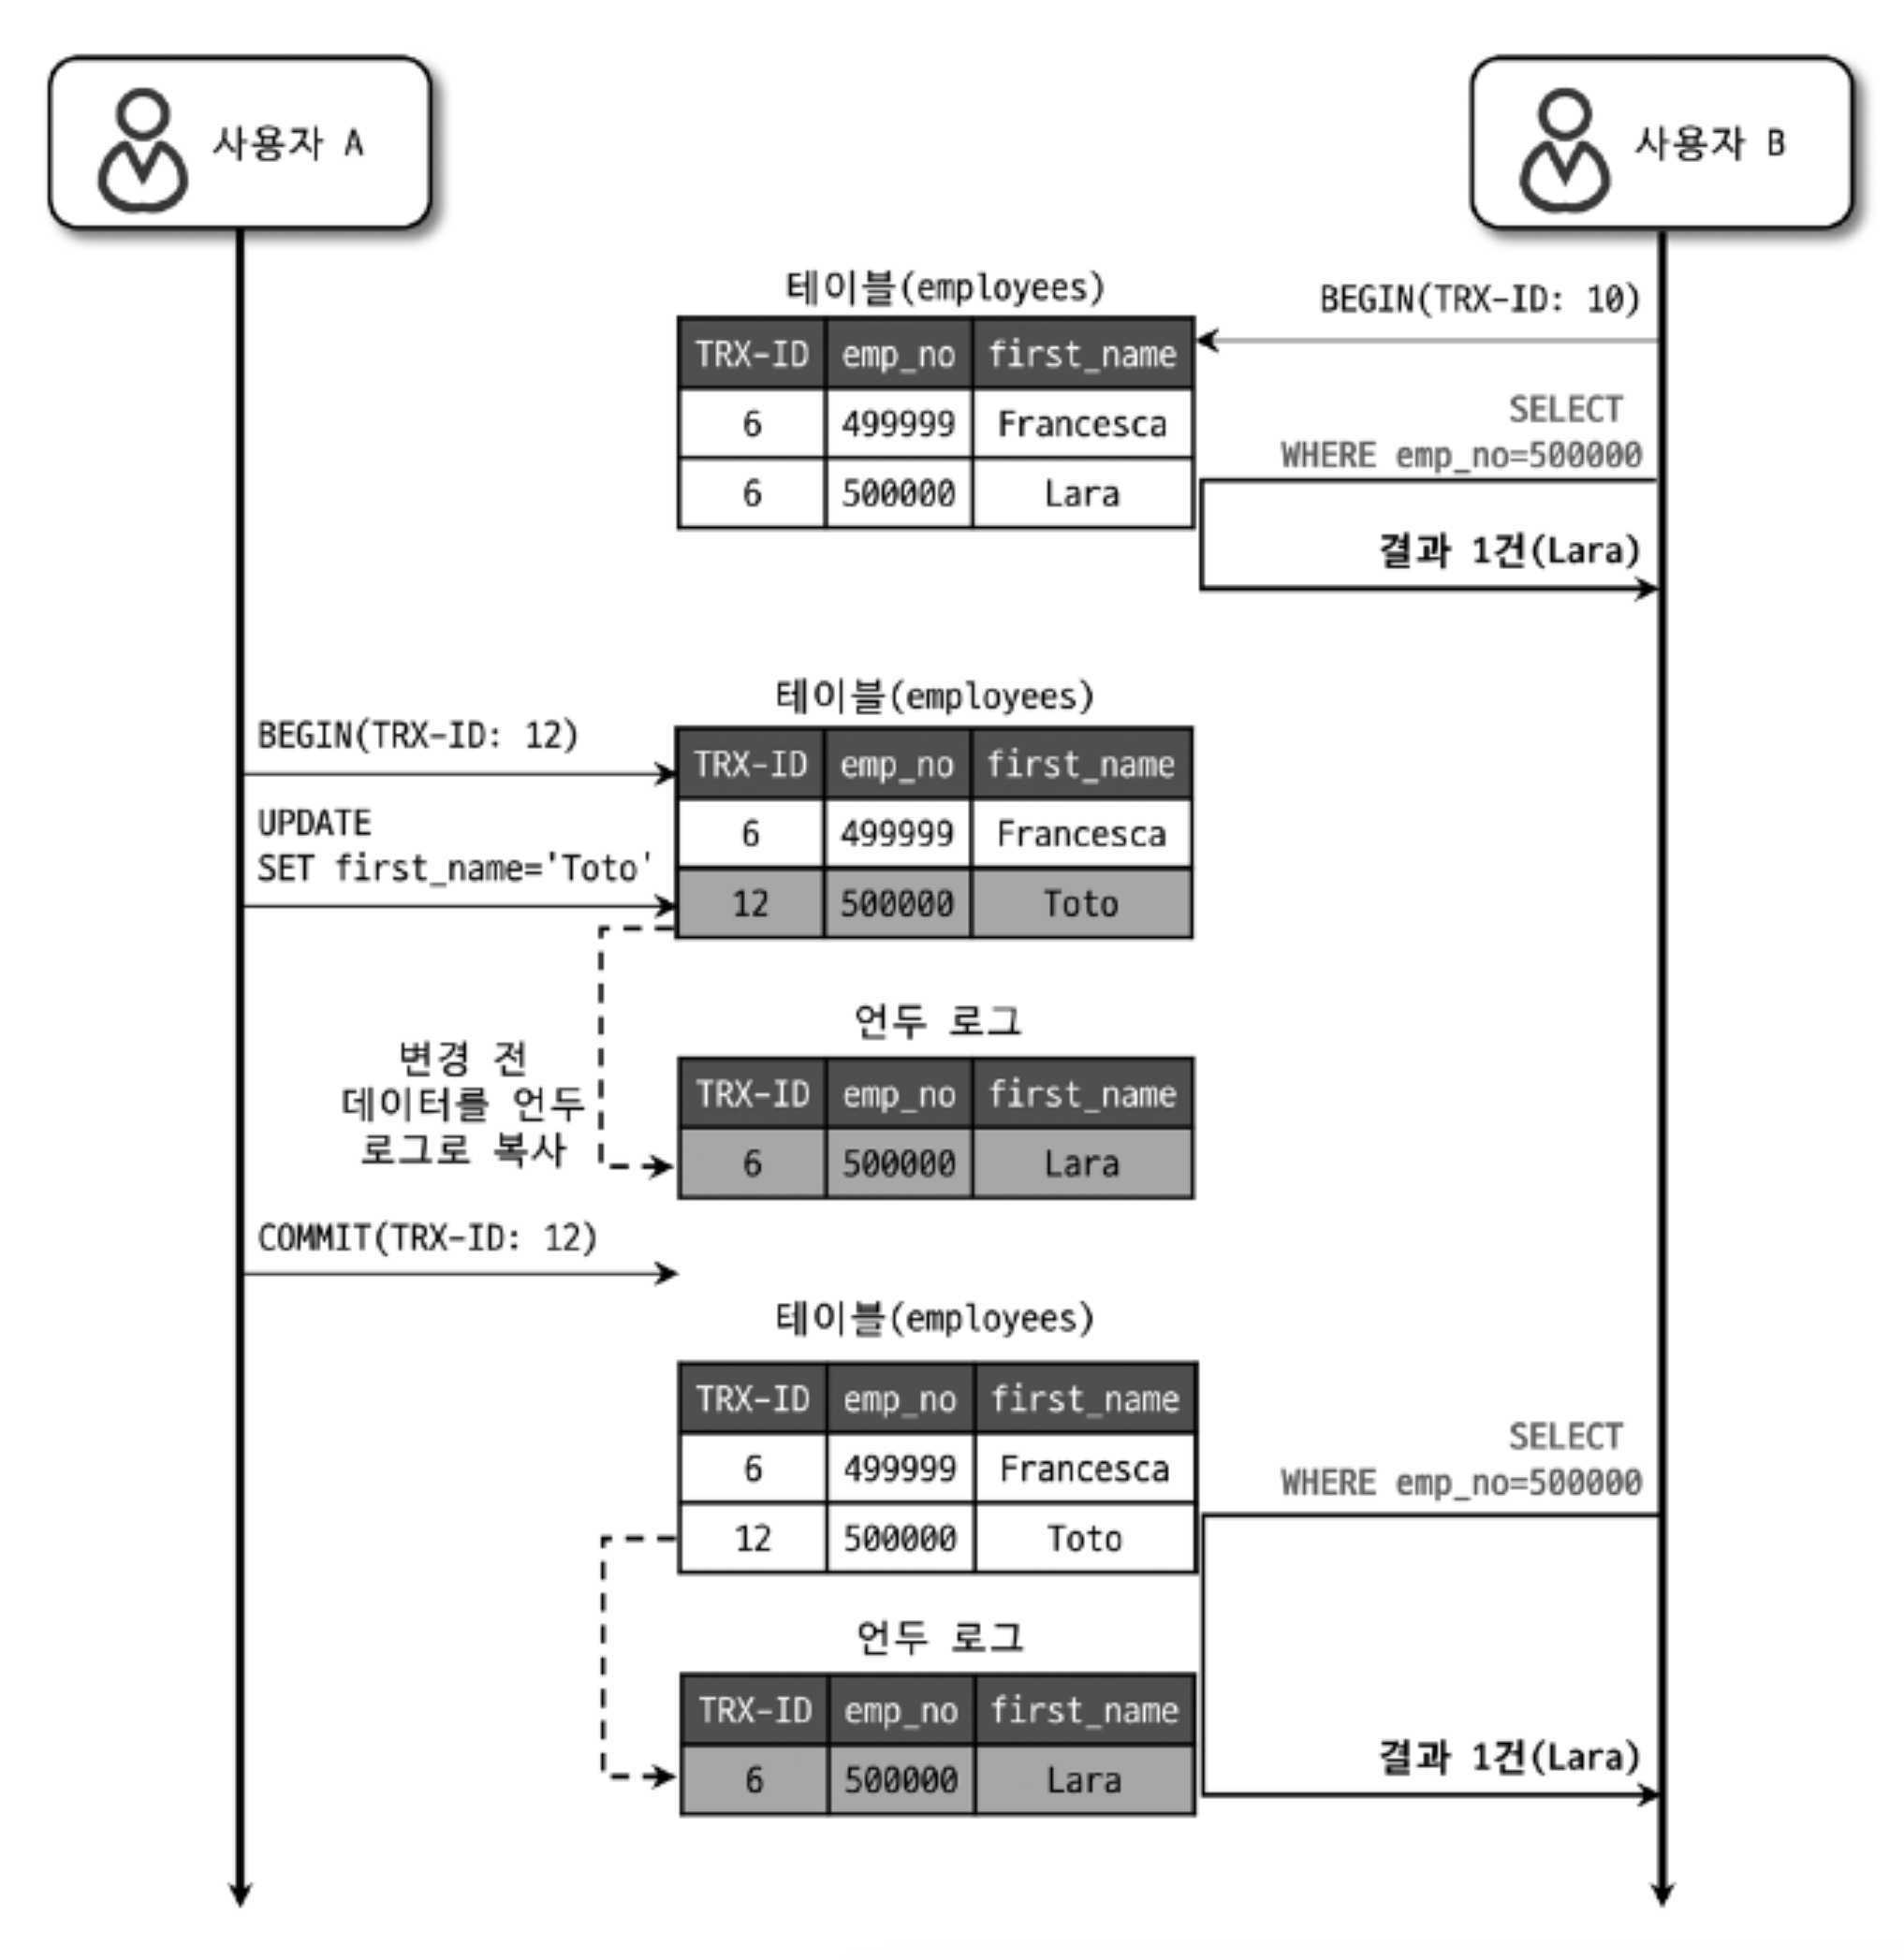 사용자 A
사용자 B
테이블(employees)
BEGIN(TRX-ID: 10)
TRX-ID emp_no first_name
6 499999 Francesca
6 500000 Lara
SELECT
WHERE emp_no=500000
결과 1건(Lara)
테이블(employees)
BEGIN(TRX-ID: 12)
UPDATE
SET first_name='Toto'
TRX-ID emp_no first_name
6 499999 Francesca
12 500000 Toto
변경 전
데이터를 언두
로그로 복사
언두 로그
TRX-ID emp_no first_name
6 500000 Lara
COMMIT(TRX-ID: 12)
테이블(employees)
TRX-ID emp_no first_name
6 499999 Francesca
12 500000 Toto
SELECT
WHERE emp_no=500000
언두 로그
TRX-ID emp_no first_name
6 500000 Lara
결과 1건(Lara)